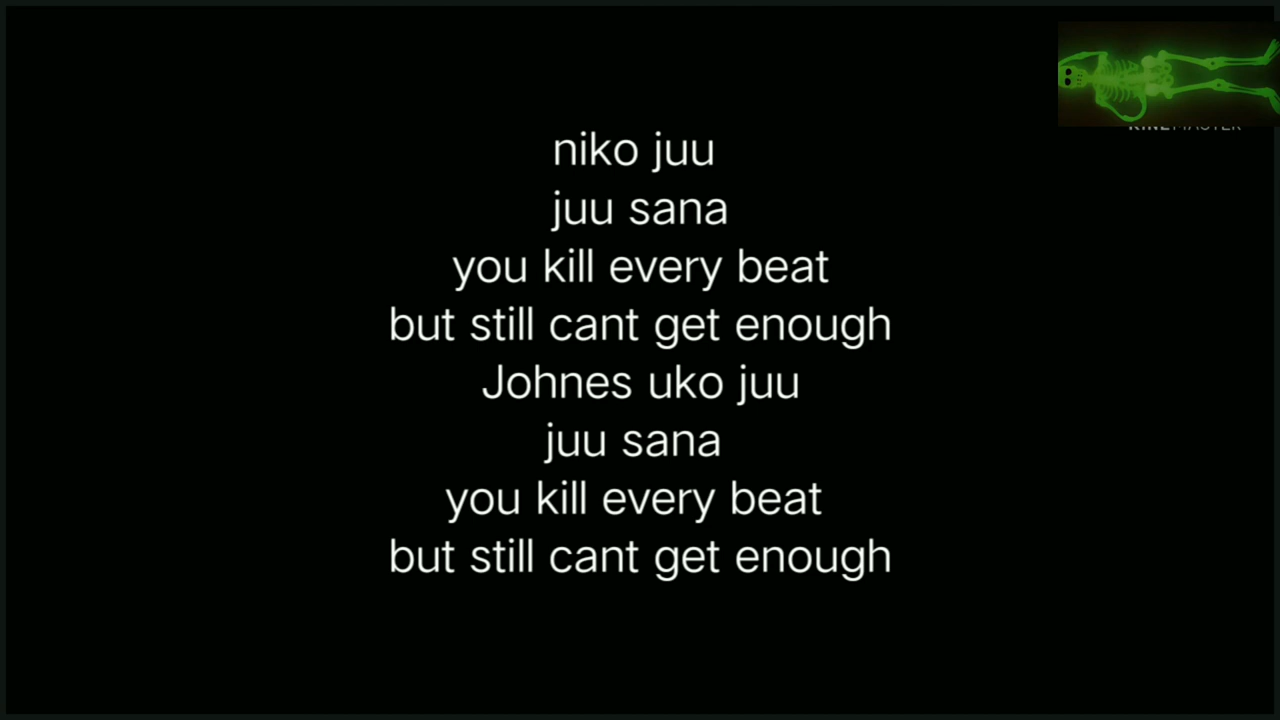 niko juu
juu sana
you kill every beat
but still cant get enough
Johnes uko juu
juu sana
you kill every beat
but still cant get enough
KINEMASTER